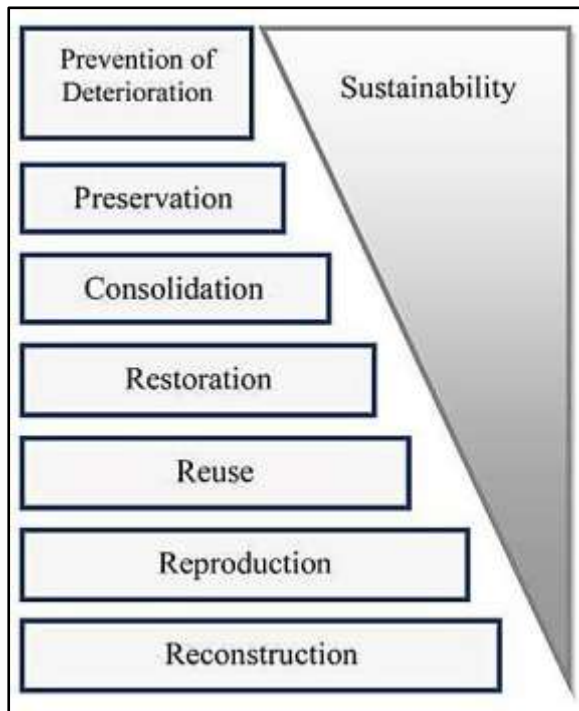 Prevention of
Deterioration
Sustainability
Preservation
Consolidation
Restoration
Reuse
Reproduction
Reconstruction